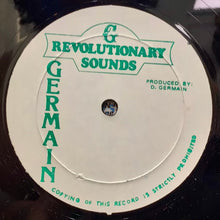 G
REVOLUTIONARY
SOUNDS
GERMAIN
PRODUCED BY:
D. GERMAIN
COPYING OF THIS RECORD IS STRICTLY PROHIBITED